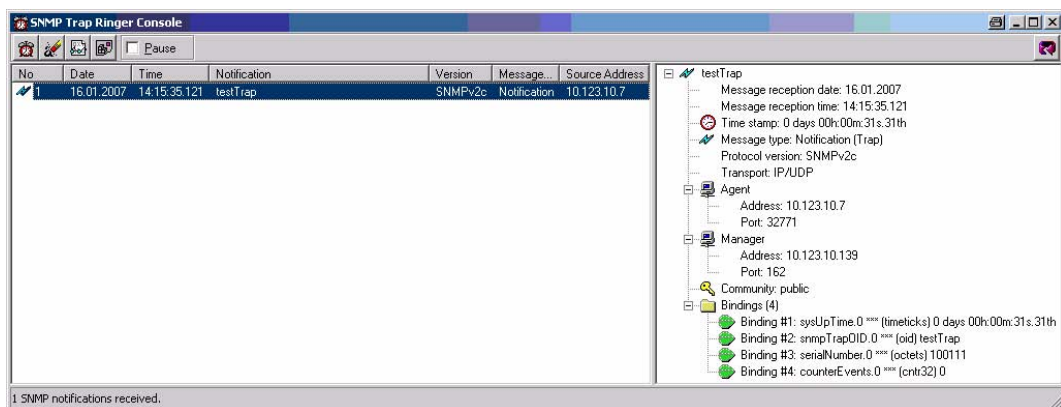 SNMP Trap Ringer Console
Pause
No Date Time Notification Version Message... Source Address
1 16.01.2007 14:15:35.121 testTrap SNMPv2c Notification 10.123.10.7
testTrap
Message reception date: 16.01.2007
Message reception time: 14:15:35.121
Time stamp: 0 days 00h:00m:31s.31th
Message type: Notification (Trap)
Protocol version: SNMPv2c
Transport: IP/UDP
Agent
Address: 10.123.10.7
Port: 32771
Manager
Address: 10.123.10.139
Port: 162
Community: public
Bindings (4)
Binding #1: sysUpTime.0 *** (timeticks) 0 days 00h:00m:31s.31th
Binding #2: snmpTrapOID.0 *** (oid) testTrap
Binding #3: serialNumber.0 *** (octets) 100111
Binding #4: counterEvents.0 *** (cntr32) 0
1 SNMP notifications received.